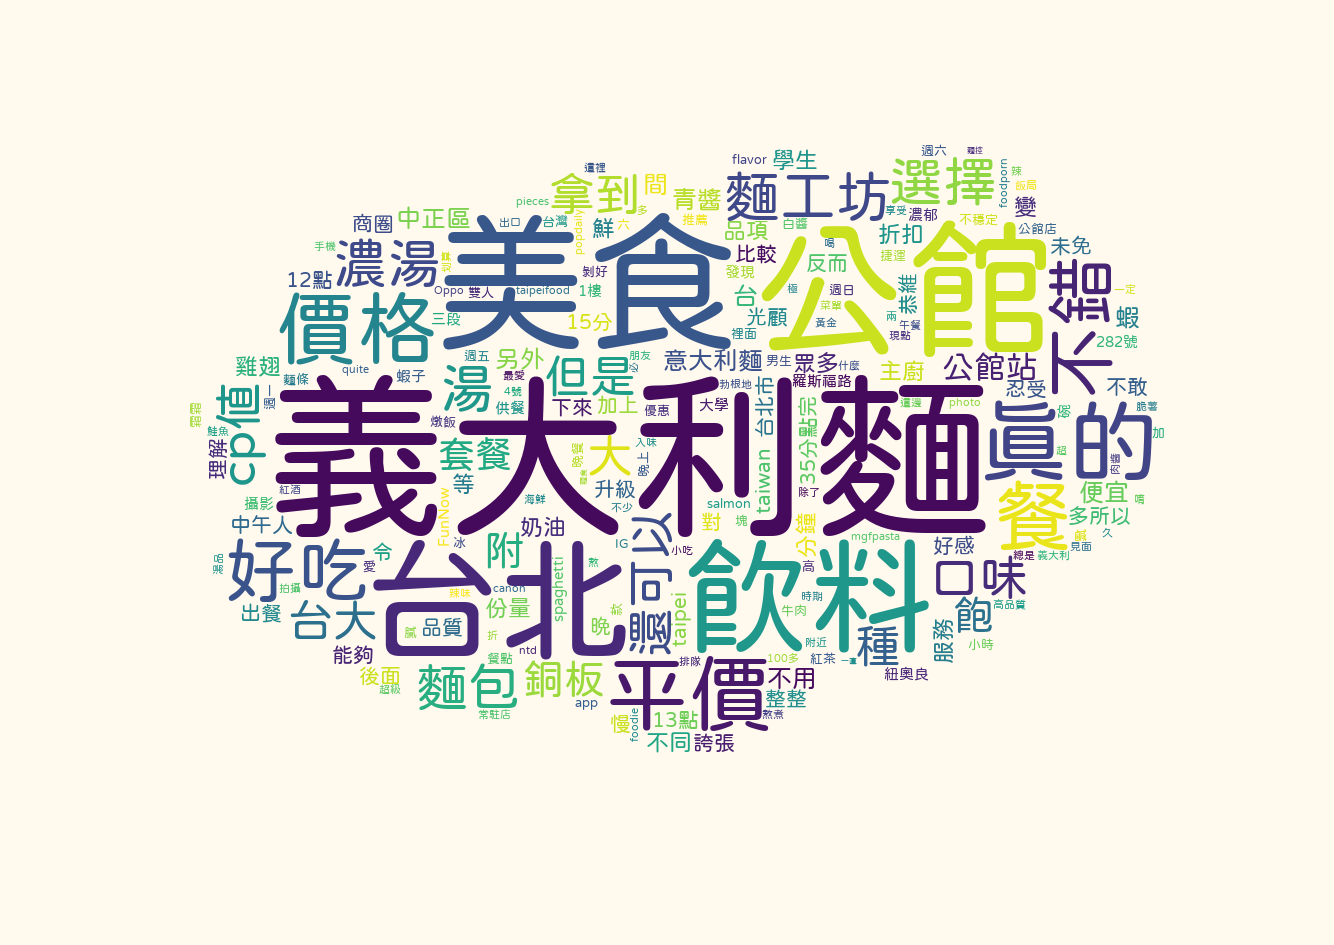 週六
這裡
flavor
學生
選擇
辣
foodporn
拿到
間
青醬
麵工坊
pieces
多
享受
濃郁
變
商圈
中正區
出口
台灣
六
推薦
白醬
不穩定
公館店
popdaily
鮮
品項
折扣
未免
手機
濃湯
美食
喝
公館
捷運
不錯
比較
反而
12點
剝好
發現
恭維
一定
Oppo
雙人
taipeifood
1樓
台
極
週日
價格
菜單
兩
蝦
三段
15分
光顧
裡面
黃金
午餐
現點
282號
週五
另外
朋友
意大利麵
男生
眾多
什麼
主廚
公館站
雞翅
quite
麵條
蝦子
最愛
但是
羅斯福路
忍受
不敢
cp值
湯
4號
供餐
下來
加上
優惠
大學
勃根地
台北市
這邊
photo
脆薯
鮭魚
燉飯
義大利麵
點完
真的
加
理解
套餐
大
入味
晚上
35分
超
肉醬
紅酒
等
升級
taiwan
除了
餐
便宜
攝影
海鮮
不少
salmon
多所以
中午人
FunNow
奶油
還可以
對
塊
分鐘
mgfpasta
鹹
久
好吃
令
冰
附
IG
小吃
飲料
好感
見面
總是
義大利
愛
台北
熬
高
口味
拍攝
辣味
canon
spaghetti
時期
出餐
台大
份量
taipei
牛肉
種
飽
高品質
品質
折
晚
附近
服務
小時
能夠
ntd
餐點
排隊
100多
紅茶
紐奧良
後面
超級
麵包
銅板
平價
不用
app
整整
常駐店
慢
foodie
13點
熬煮
不同
誇張